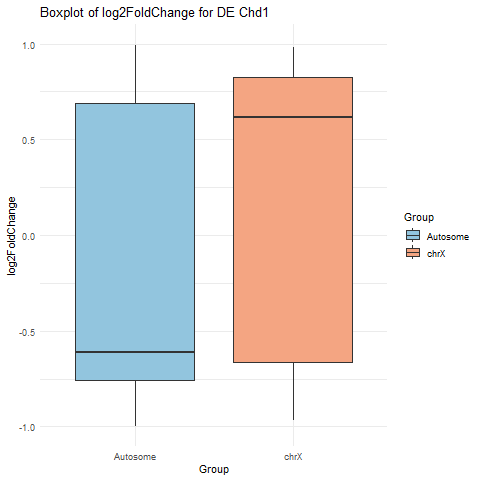 Boxplot of log2FoldChange for DE Chd1
1.0
0.5
0.0
-0.5
-1.0
log2FoldChange
Autosome
chrX
Group
Group
Autosome
chrX